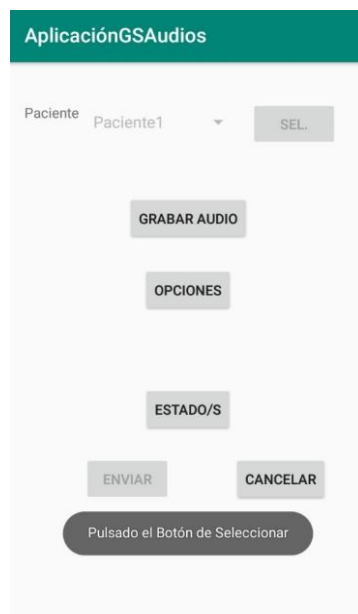 AplicaciónGSAudios
Paciente Paciente1 SEL.
GRABAR AUDIO
OPCIONES
ESTADO/S
ENVIAR CANCELAR
Pulsado el Botón de Seleccionar